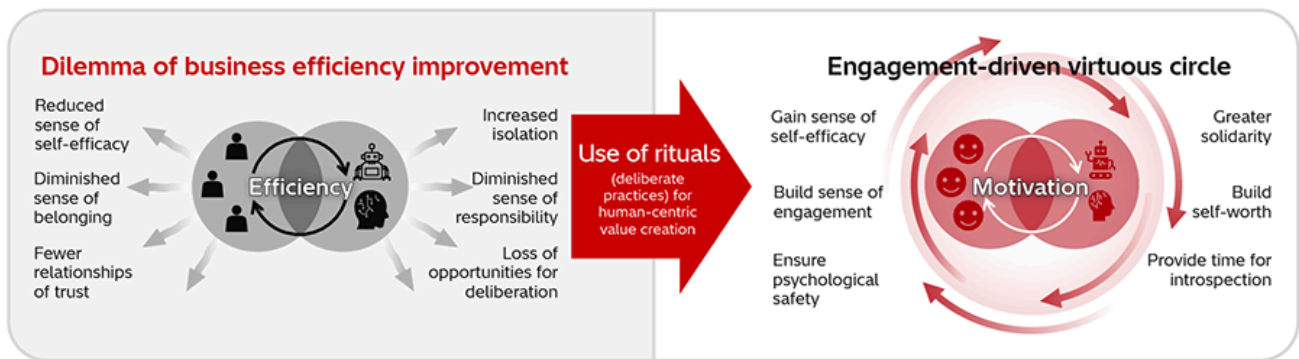 Dilemma of business efficiency improvement
Reduced
sense of
self-efficacy
Diminished
sense of
belonging
Fewer
relationships
of trust
Efficiency
Increased
isolation
Diminished
sense of
responsibility
Loss of
opportunities for
deliberation
Use of rituals
(deliberate
practices) for
human-centric
value creation
Engagement-driven virtuous circle
Gain sense of
self-efficacy
Build sense of
engagement
Ensure
psychological
safety
Motivation
Greater
solidarity
Build
self-worth
Provide time for
introspection